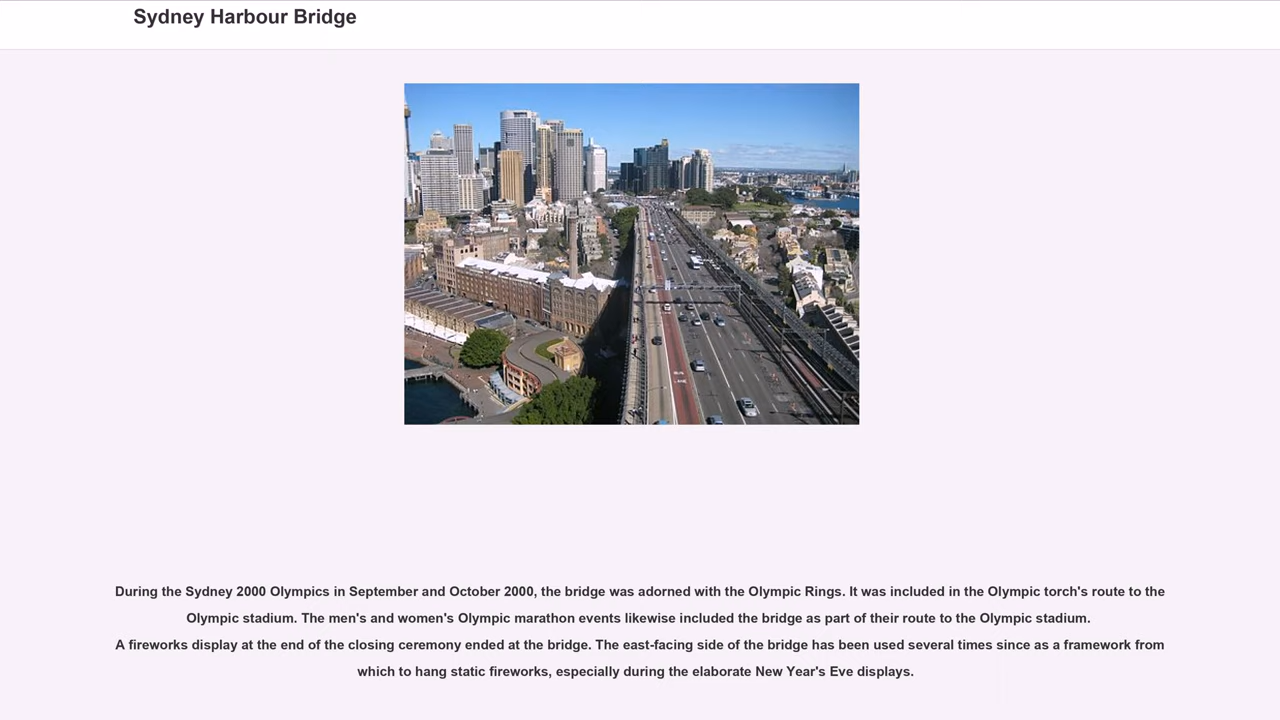 Sydney Harbour Bridge
During the Sydney 2000 Olympics in September and October 2000, the bridge was adorned with the Olympic Rings. It was included in the Olympic torch's route to the
Olympic stadium. The men's and women's Olympic marathon events likewise included the bridge as part of their route to the Olympic stadium.
A fireworks display at the end of the closing ceremony ended at the bridge. The east-facing side of the bridge has been used several times since as a framework from
which to hang static fireworks, especially during the elaborate New Year's Eve displays.